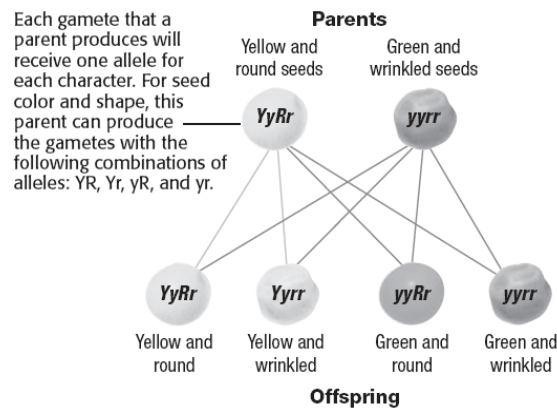 Each gamete that a
parent produces will
receive one allele for
each character. For seed
color and shape, this
parent can produce
the gametes with the
following combinations of
alleles: YR, Yr, yR, and yr.
Parents
Yellow and
round seeds
Green and
wrinkled seeds
YyRr
yyrr
YyRr
Yyrr
yyRr
yyrr
Yellow and
round
Yellow and
wrinkled
Green and
round
Green and
wrinkled
Offspring